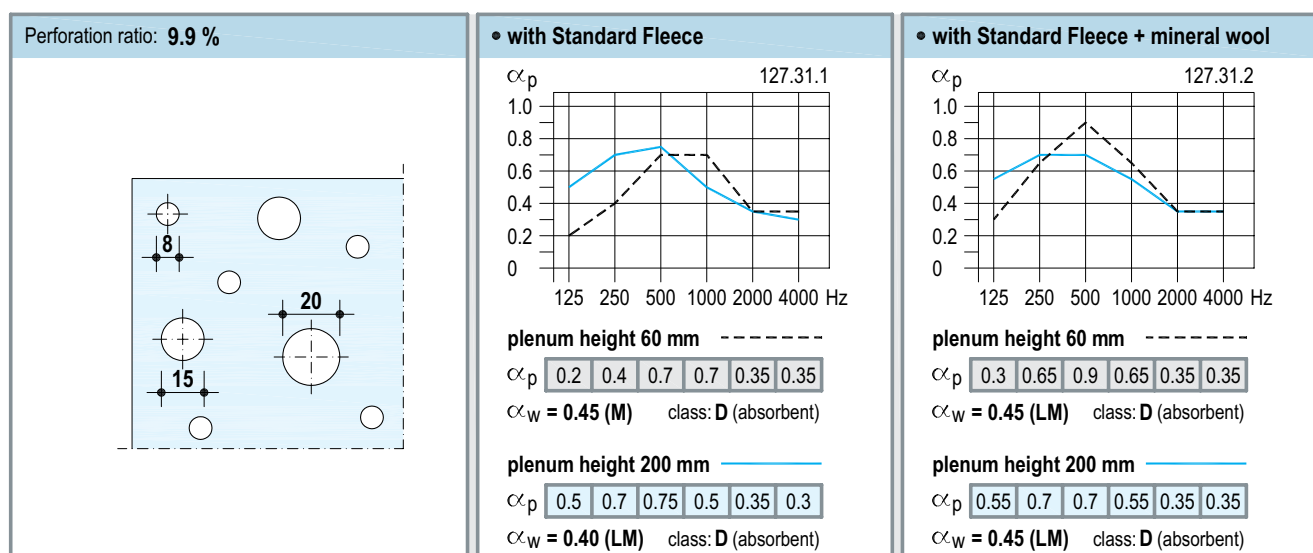 Perforation ratio: 9.9 %
8
20
15
• with Standard Fleece
αp 127.31.1
1.0
0.8
0.6
0.4
0.2
0
125 250 500 1000 2000 4000 Hz
plenum height 60 mm
αp 0.2 0.4 0.7 0.7 0.35 0.35
αw = 0.45 (M) class: D (absorbent)
plenum height 200 mm
αp 0.5 0.7 0.75 0.5 0.35 0.3
αw = 0.40 (LM) class: D (absorbent)
• with Standard Fleece + mineral wool
αp 127.31.2
1.0
0.8
0.6
0.4
0.2
0
125 250 500 1000 2000 4000 Hz
plenum height 60 mm
αp 0.3 0.65 0.9 0.65 0.35 0.35
αw = 0.45 (LM) class: D (absorbent)
plenum height 200 mm
αp 0.55 0.7 0.7 0.55 0.35 0.35
αw = 0.45 (LM) class: D (absorbent)